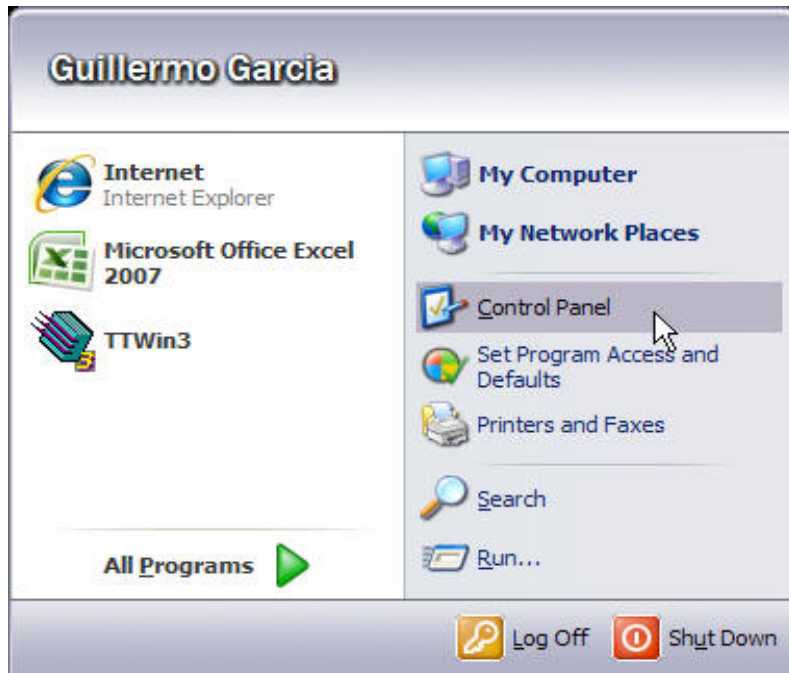 Guillermo Garcia
Internet
Internet Explorer
Microsoft Office Excel
2007
TTWin3
All Programs
My Computer
My Network Places
Control Panel
Set Program Access and
Defaults
Printers and Faxes
Search
Run...
Log Off
Shut Down